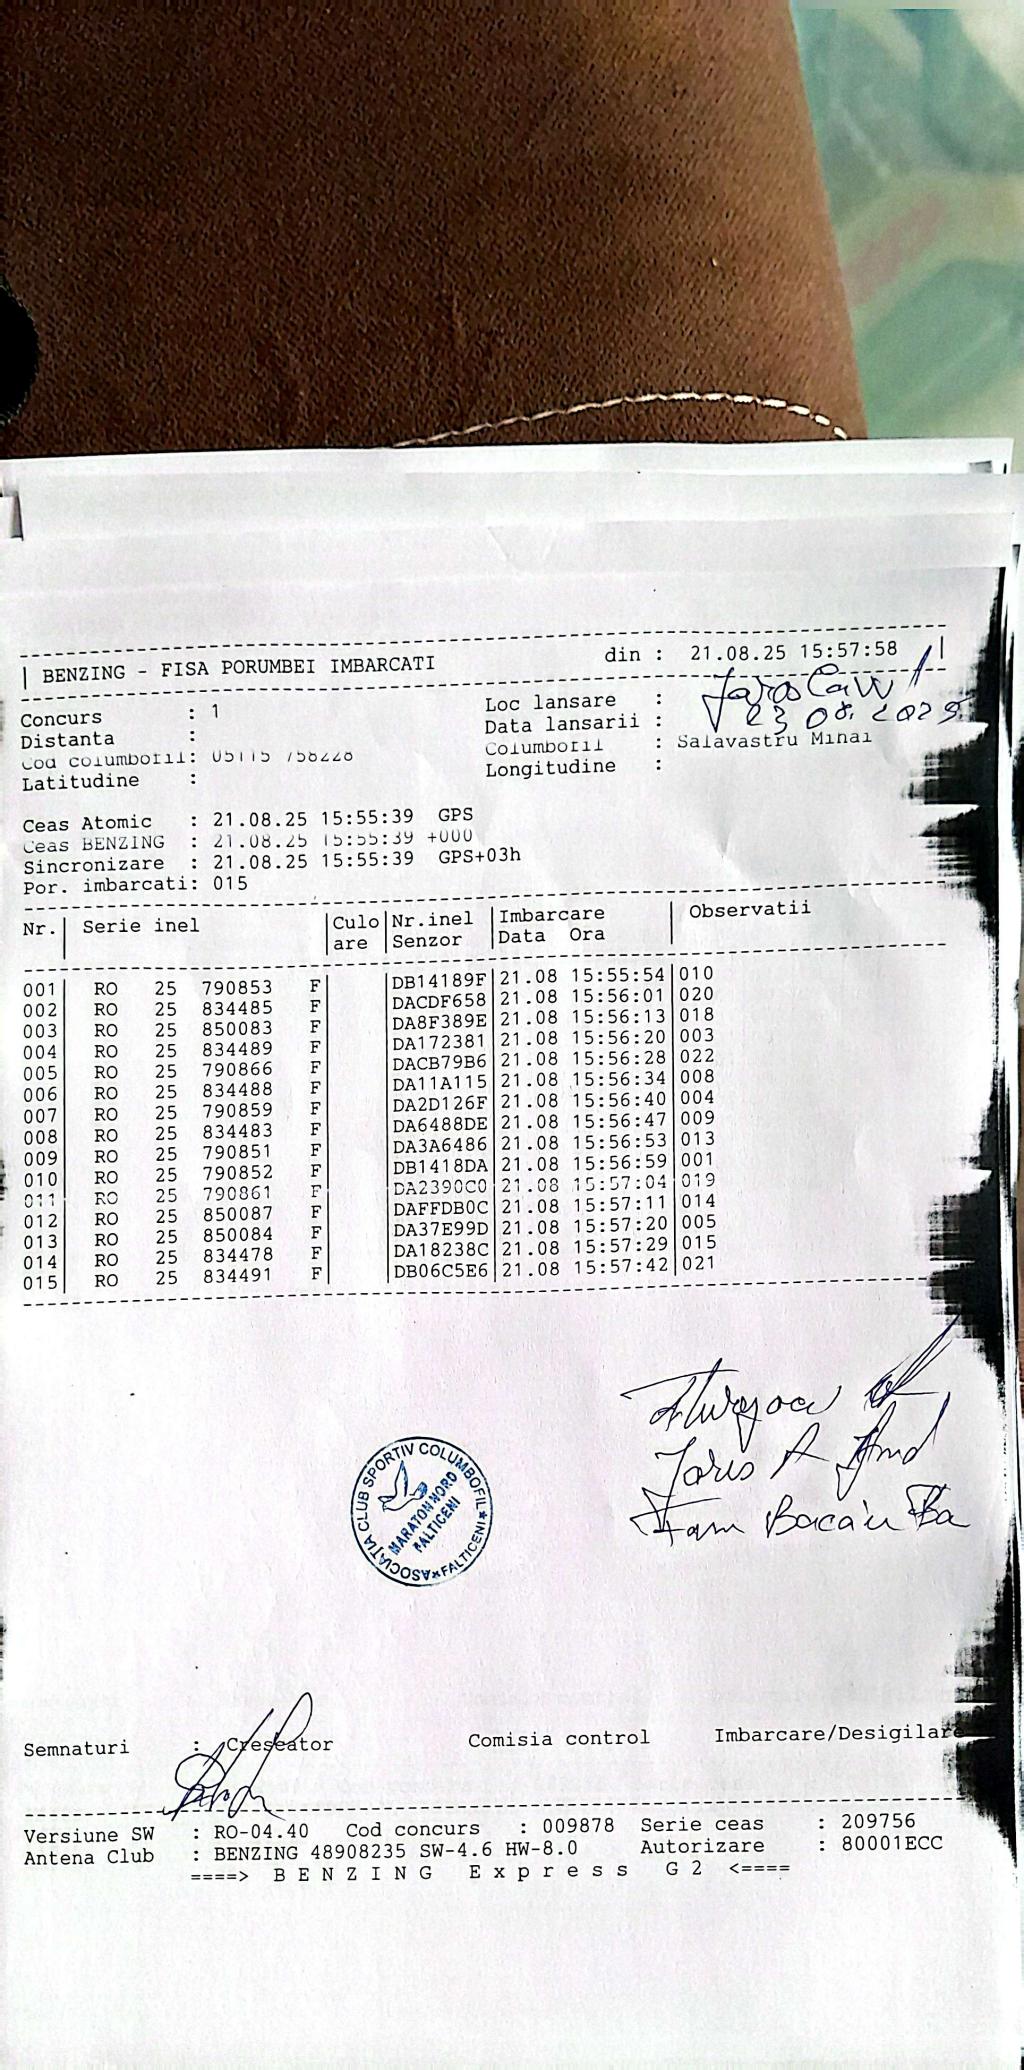 BENZING - FISA PORUMBEI IMBARCATI din : 21.08.25 15:57:58
Concurs : 1 Loc lansare : Jaroslaw 1
Distanta : Data lansarii : 23 08. 2025
Cod columbofil: 05115 758228 Columbofil : Salavastru Mihai
Latitudine : Longitudine :
Ceas Atomic : 21.08.25 15:55:39 GPS
Ceas BENZING : 21.08.25 15:55:39 +000
Sincronizare : 21.08.25 15:55:39 GPS+03h
Por. imbarcati: 015
Nr. Serie inel Culo Nr.inel Imbarcare Observatii
are Senzor Data Ora
001 RO 25 790853 F DB14189F 21.08 15:55:54 010
002 RO 25 834485 F DACDF658 21.08 15:56:01 020
003 RO 25 850083 F DA8F389E 21.08 15:56:13 018
004 RO 25 834489 F DA172381 21.08 15:56:20 003
005 RO 25 790866 F DACB79B6 21.08 15:56:28 022
006 RO 25 834488 F DA11A115 21.08 15:56:34 008
007 RO 25 790859 F DA2D126F 21.08 15:56:40 004
008 RO 25 834483 F DA6488DE 21.08 15:56:47 009
009 RO 25 790851 F DA3A6486 21.08 15:56:53 013
010 RO 25 790852 F DB1418DA 21.08 15:56:59 001
011 RO 25 790861 F DA2390C0 21.08 15:57:04 019
012 RO 25 850087 F DAFFDB0C 21.08 15:57:11 014
013 RO 25 850084 F DA37E99D 21.08 15:57:20 005
014 RO 25 834478 F DA18238C 21.08 15:57:29 015
015 RO 25 834491 F DB06C5E6 21.08 15:57:42 021
ASOCIAȚIA CLUB SPORTIV COLUMBOFIL * FALTICENI *
MARATON NORD
FALTICENI
Semnaturi : Crescator Comisia control Imbarcare/Desigilare
Versiune SW : RO-04.40 Cod concurs : 009878 Serie ceas : 209756
Antena Club : BENZING 48908235 SW-4.6 HW-8.0 Autorizare : 80001ECC
====> B E N Z I N G E x p r e s s G 2 <====